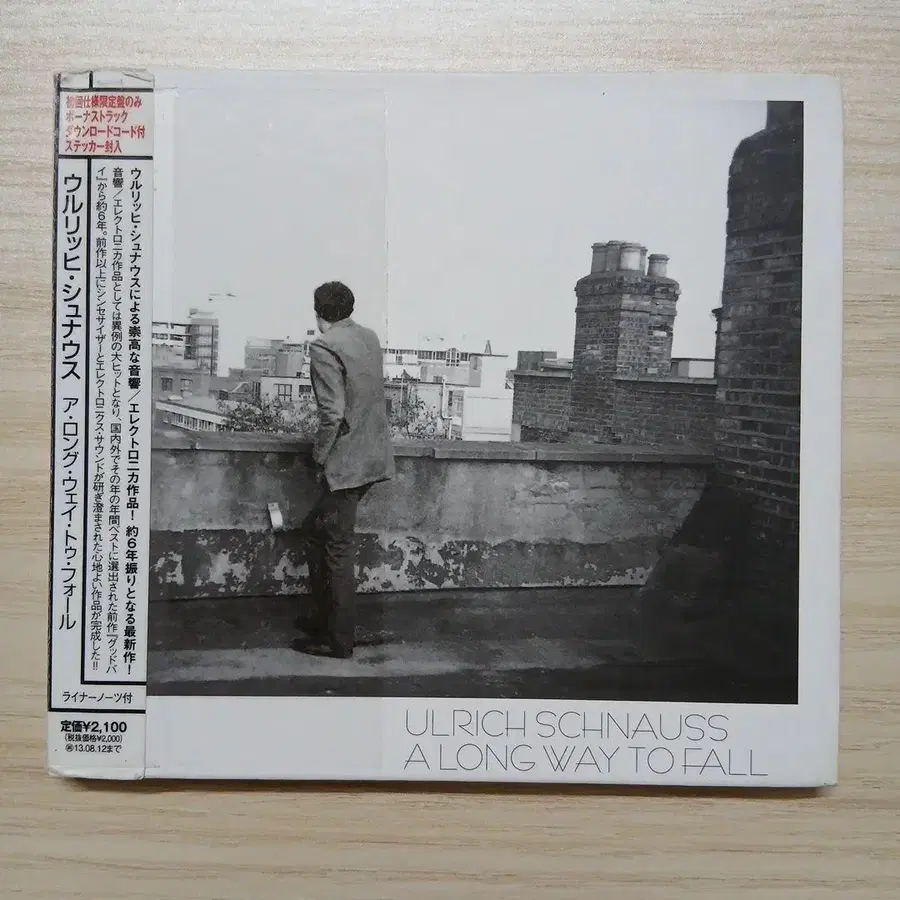 初回仕様限定盤のみ
ボーナストラック
ダウンロードコード付
ステッカー封入
ウルリッヒ・シュナウス ア・ロング・ウェイ・トゥ・フォール
ウルリッヒ・シュナウスによる崇高な音響/エレクトロニカ作品!約6年振りとなる最新作!
音響/エレクトロニカ作品としては異例の大ヒットとなり、国内外でその年の年間ベストに選出された前作『グッドバ
イ』から約6年。前作以上にシンセサイザーとエレクトロニクス・サウンドが研ぎ澄まされた心地よい作品が完成した!!
ライナーノーツ付
定価¥2,100
(税抜価格¥2,000)
㊢13.08.12まで
ULRICH SCHNAUSS
A LONG WAY TO FALL